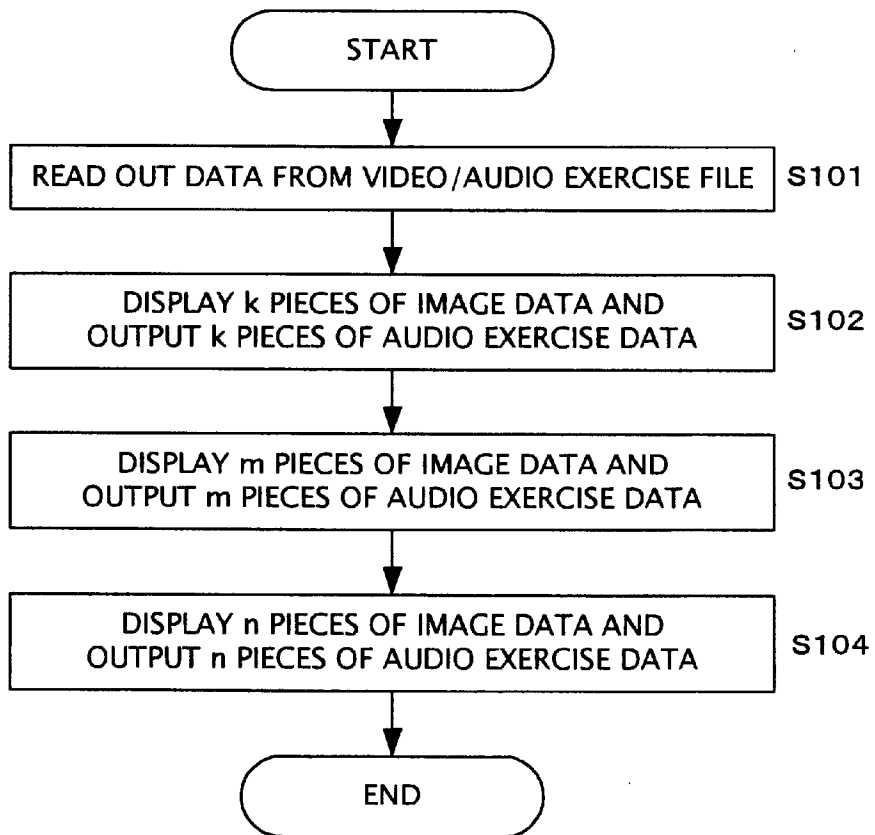 START
READ OUT DATA FROM VIDEO/AUDIO EXERCISE FILE S101
DISPLAY k PIECES OF IMAGE DATA AND
OUTPUT k PIECES OF AUDIO EXERCISE DATA
S102
DISPLAY m PIECES OF IMAGE DATA AND
OUTPUT m PIECES OF AUDIO EXERCISE DATA
S103
DISPLAY n PIECES OF IMAGE DATA AND
OUTPUT n PIECES OF AUDIO EXERCISE DATA
S104
END